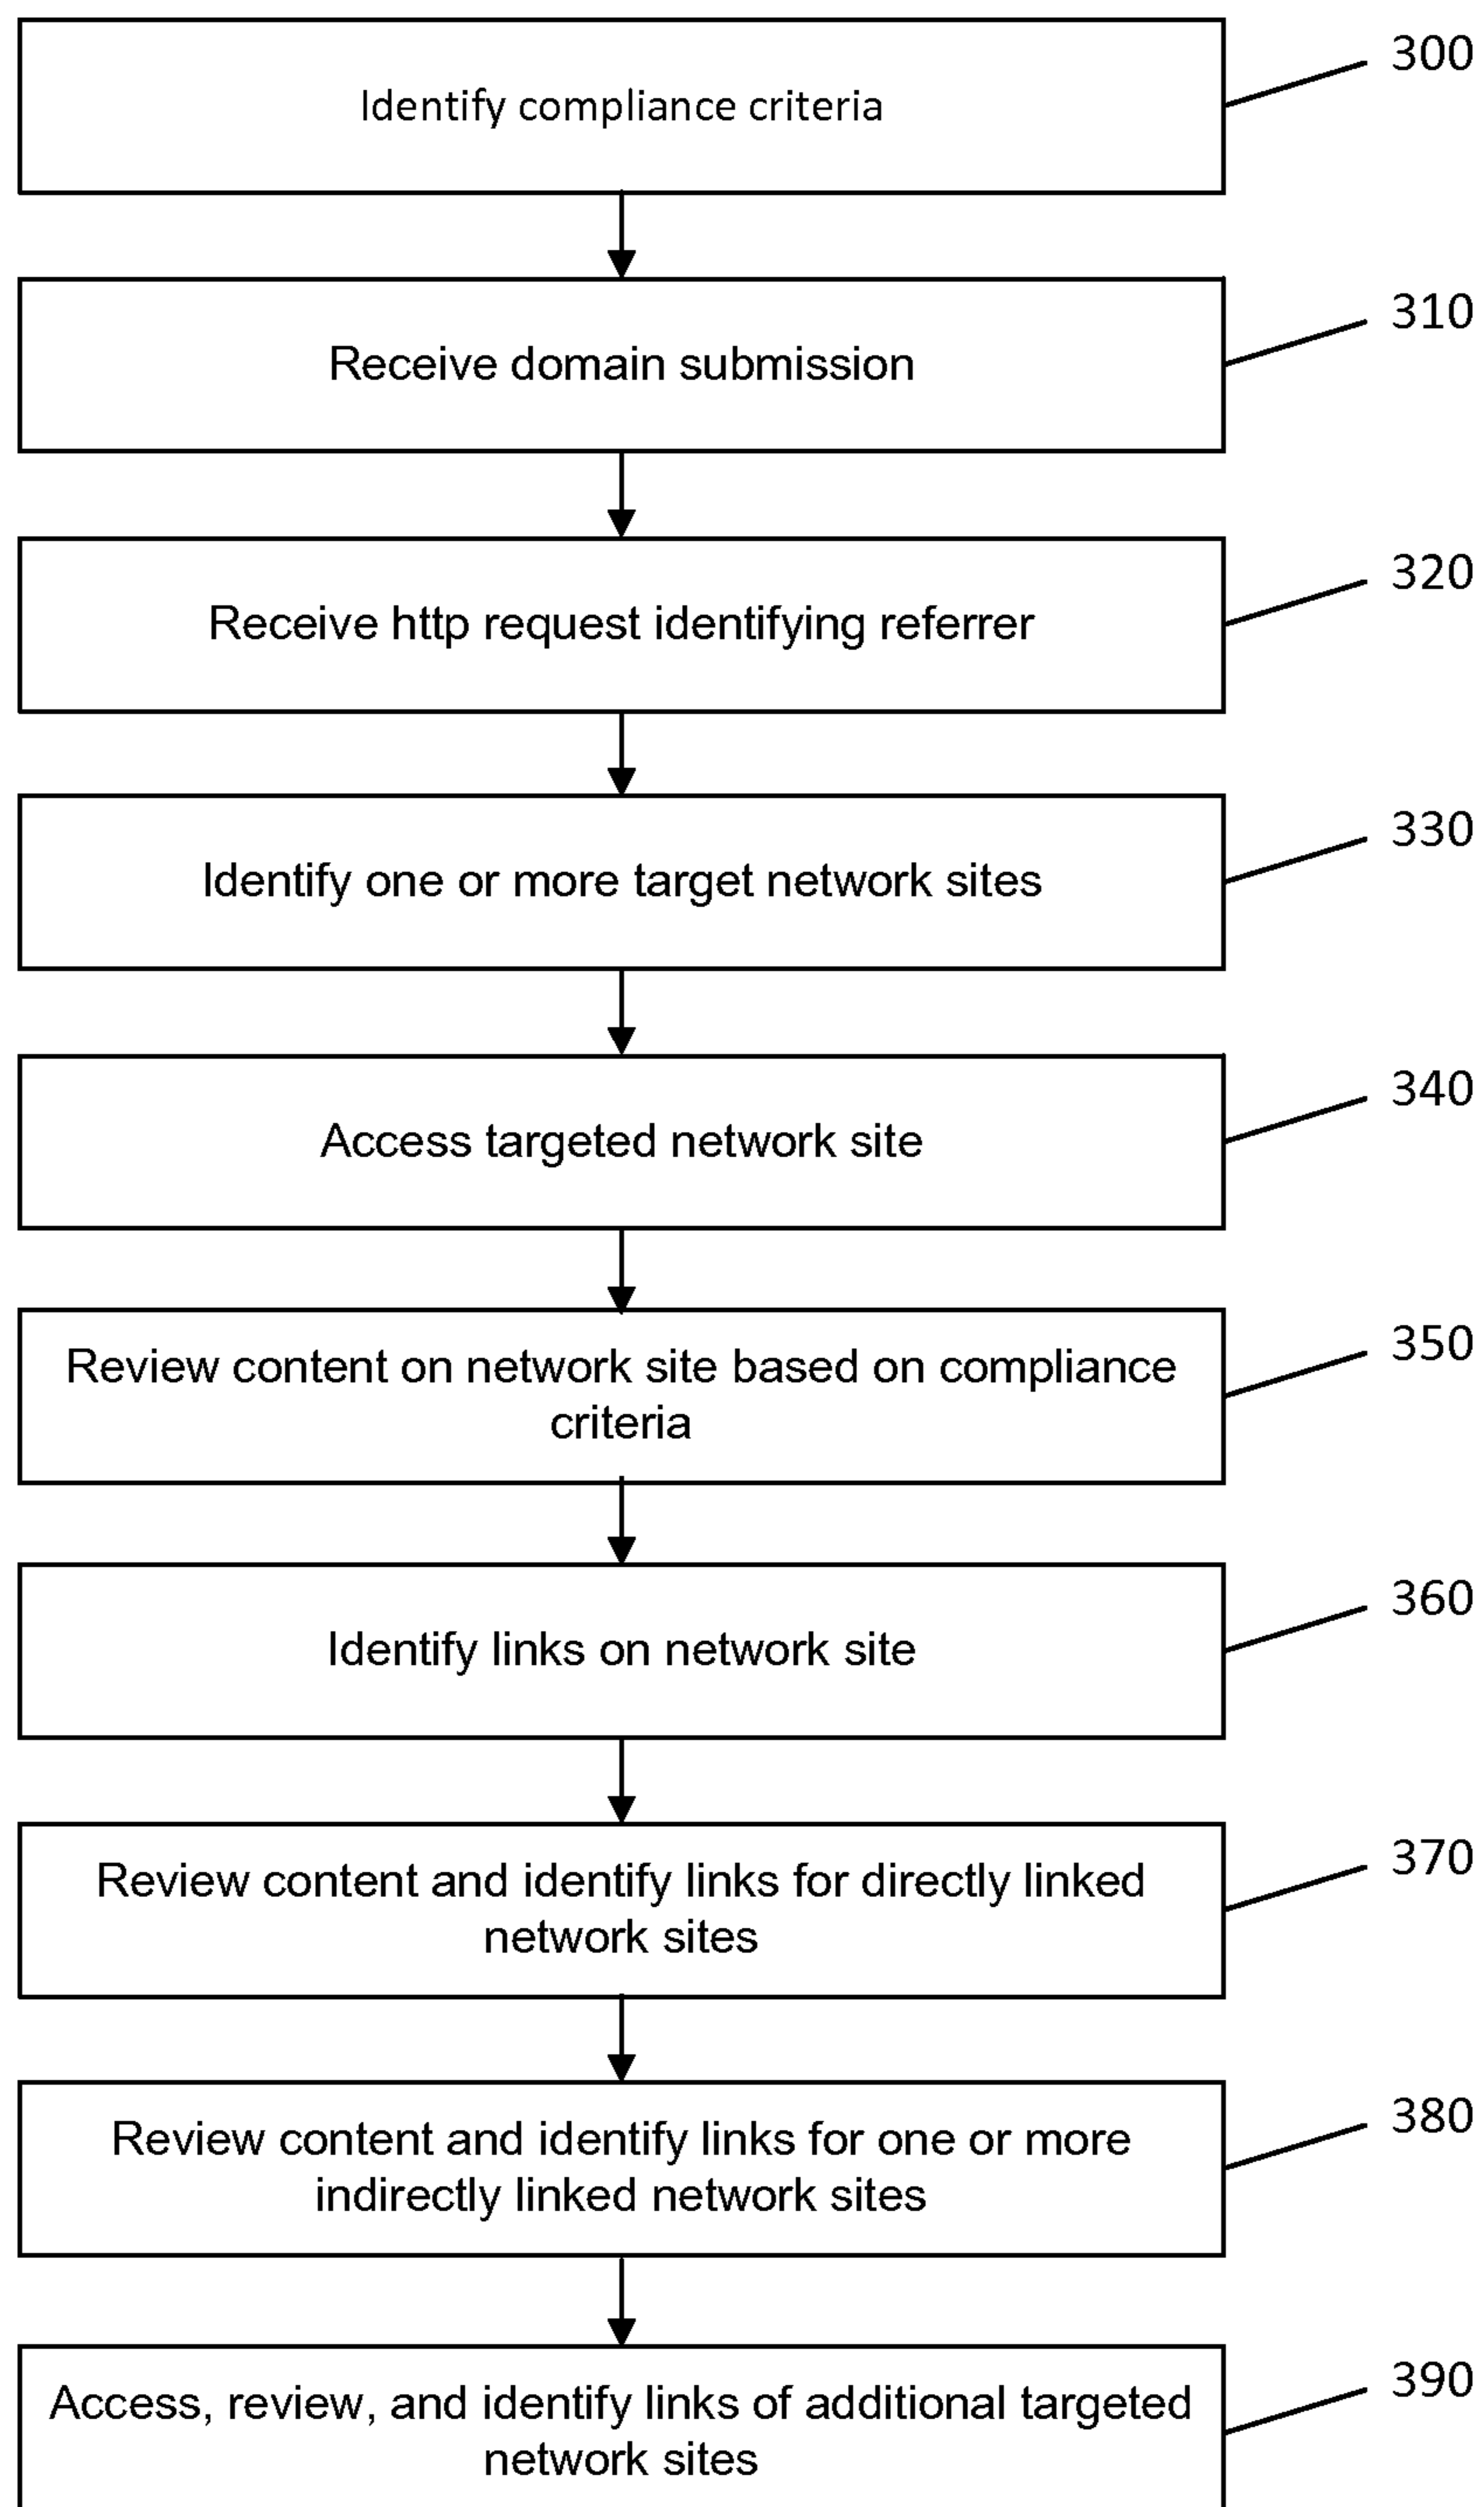 Identify compliance criteria
300
Receive domain submission
310
Receive http request identifying referrer
320
Identify one or more target network sites
330
Access targeted network site
340
Review content on network site based on compliance
criteria
350
Identify links on network site
360
Review content and identify links for directly linked
network sites
370
Review content and identify links for one or more
indirectly linked network sites
380
Access, review, and identify links of additional targeted
network sites
390